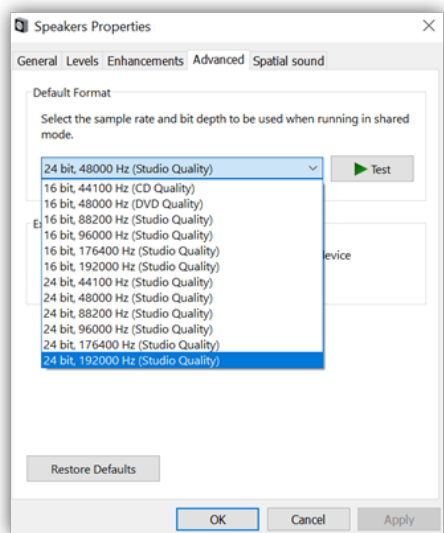 Speakers Properties
General Levels Enhancements Advanced Spatial sound
Default Format
Select the sample rate and bit depth to be used when running in shared
mode.
24 bit, 48000 Hz (Studio Quality)
Test
16 bit, 44100 Hz (CD Quality)
16 bit, 48000 Hz (DVD Quality)
16 bit, 88200 Hz (Studio Quality)
16 bit, 96000 Hz (Studio Quality)
16 bit, 176400 Hz (Studio Quality)
16 bit, 192000 Hz (Studio Quality)
24 bit, 44100 Hz (Studio Quality)
24 bit, 48000 Hz (Studio Quality)
24 bit, 88200 Hz (Studio Quality)
24 bit, 96000 Hz (Studio Quality)
24 bit, 176400 Hz (Studio Quality)
24 bit, 192000 Hz (Studio Quality)
Restore Defaults
OK Cancel Apply